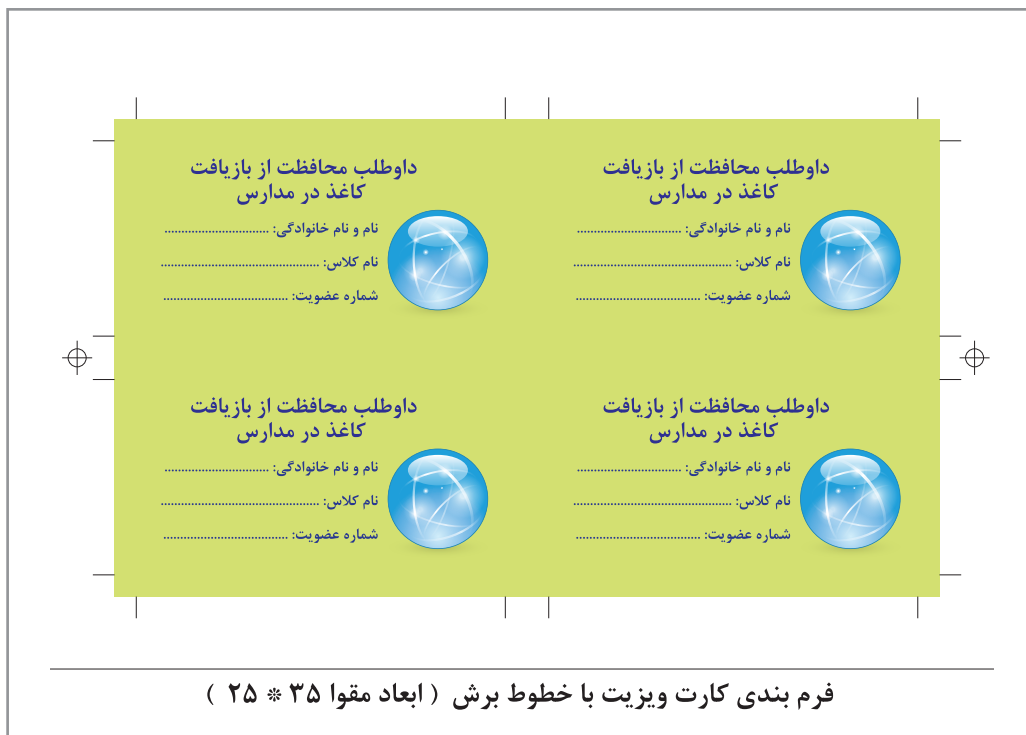 داوطلب محافظت از بازیافت
کاغذ در مدارس
نام و نام خانوادگی: ...............................
نام کلاس: ...............................................
شماره عضویت: .....................................
داوطلب محافظت از بازیافت
کاغذ در مدارس
نام و نام خانوادگی: ...............................
نام کلاس: ...............................................
شماره عضویت: .....................................
داوطلب محافظت از بازیافت
کاغذ در مدارس
نام و نام خانوادگی: ...............................
نام کلاس: ...............................................
شماره عضویت: .....................................
داوطلب محافظت از بازیافت
کاغذ در مدارس
نام و نام خانوادگی: ...............................
نام کلاس: ...............................................
شماره عضویت: .....................................
فرم بندی کارت ویزیت با خطوط برش ( ابعاد مقوا ۳۵ * ۲۵ )